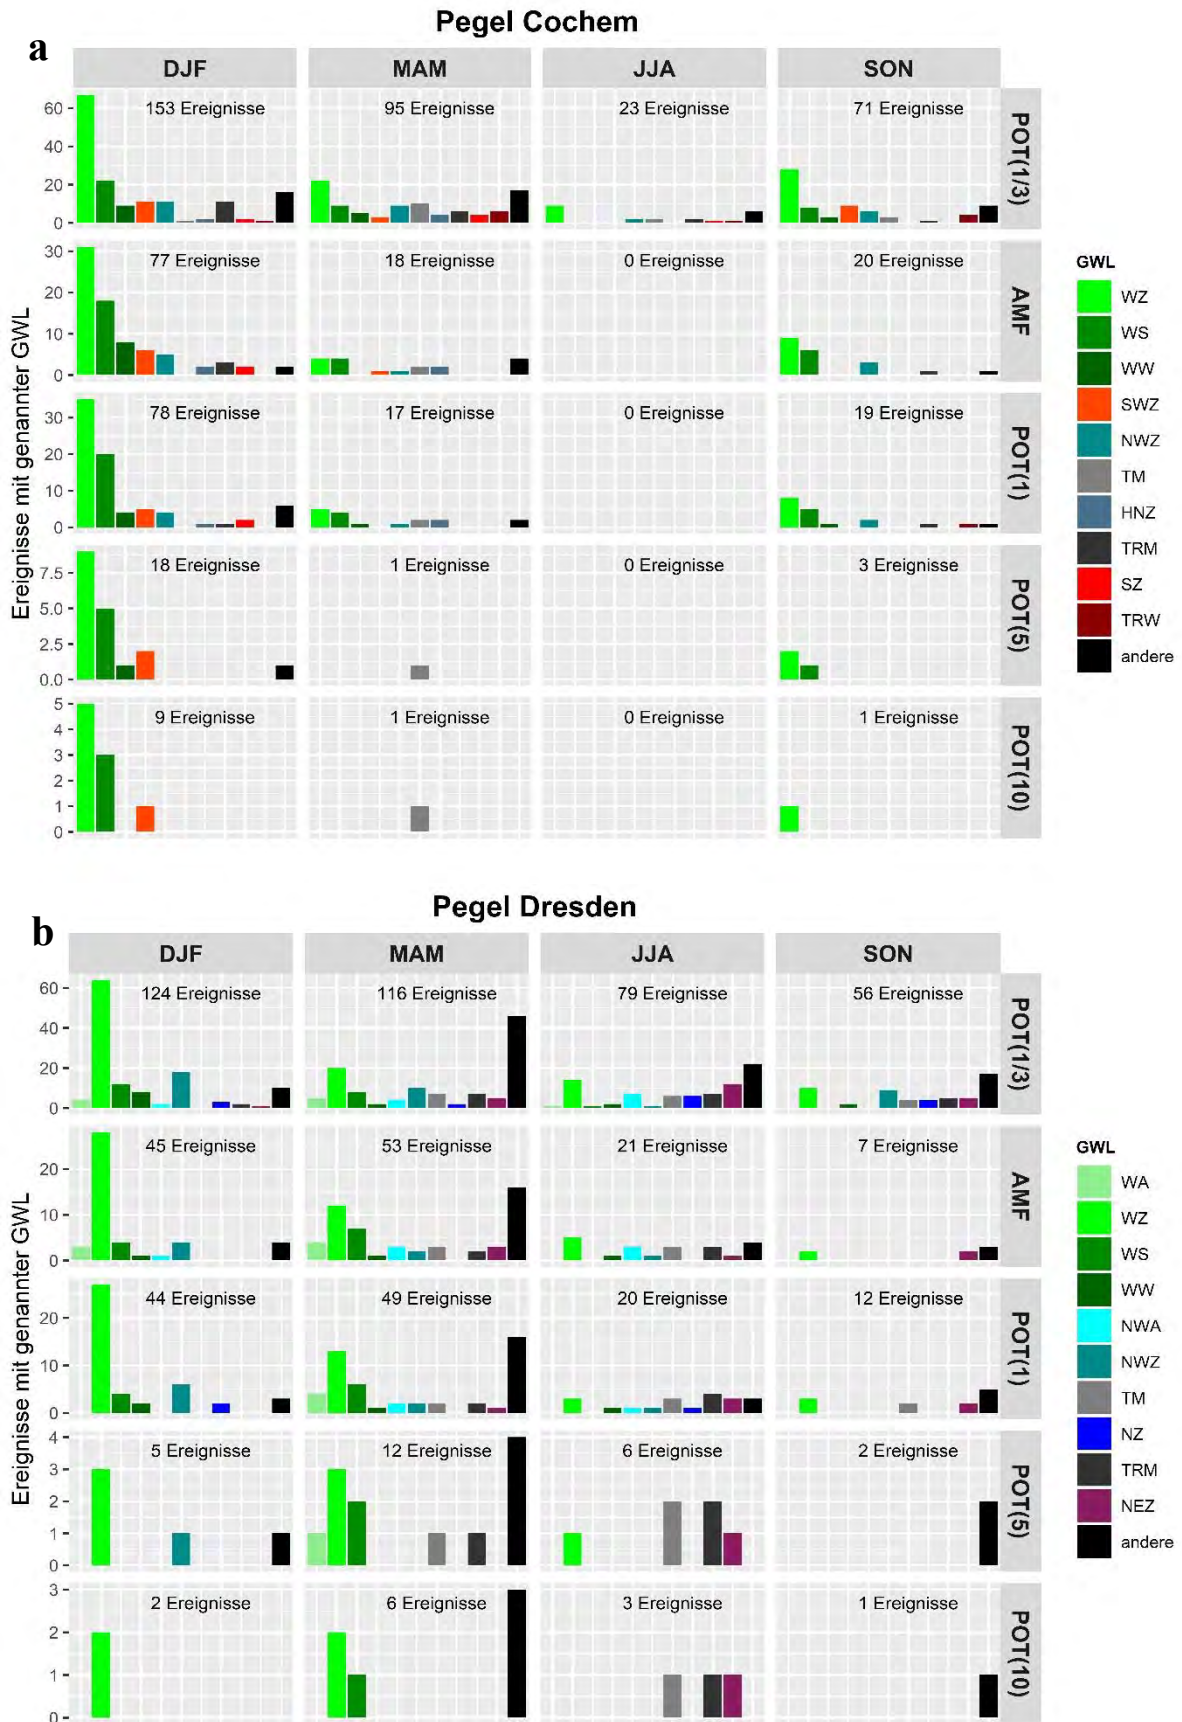 Pegel Cochem
a
DJF MAM JJA SON
153 Ereignisse 95 Ereignisse 23 Ereignisse 71 Ereignisse
POT(1/3)
60
40
20
0
77 Ereignisse 18 Ereignisse 0 Ereignisse 20 Ereignisse
AMF
30
20
10
0
78 Ereignisse 17 Ereignisse 0 Ereignisse 19 Ereignisse
POT(1)
30
20
10
0
18 Ereignisse 1 Ereignisse 0 Ereignisse 3 Ereignisse
POT(5)
7.5
5.0
2.5
0.0
9 Ereignisse 1 Ereignisse 0 Ereignisse 1 Ereignisse
POT(10)
5
4
3
2
1
0
Ereignisse mit genannter GWL
GWL
WZ
WS
WW
SWZ
NWZ
TM
HNZ
TRM
SZ
TRW
andere
Pegel Dresden
b
DJF MAM JJA SON
124 Ereignisse 116 Ereignisse 79 Ereignisse 56 Ereignisse
POT(1/3)
60
40
20
0
45 Ereignisse 53 Ereignisse 21 Ereignisse 7 Ereignisse
AMF
20
10
0
44 Ereignisse 49 Ereignisse 20 Ereignisse 12 Ereignisse
POT(1)
20
10
0
5 Ereignisse 12 Ereignisse 6 Ereignisse 2 Ereignisse
POT(5)
4
3
2
1
0
2 Ereignisse 6 Ereignisse 3 Ereignisse 1 Ereignisse
POT(10)
3
2
1
0
Ereignisse mit genannter GWL
GWL
WA
WZ
WS
WW
NWA
NWZ
TM
NZ
TRM
NEZ
andere